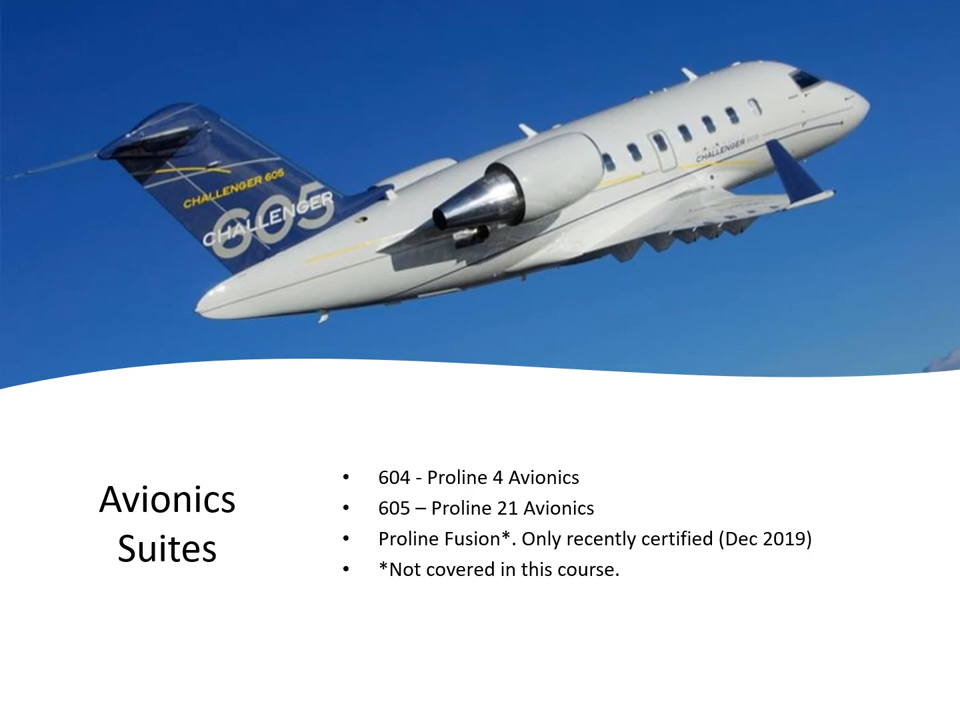 CHALLENGER 605
CHALLENGER
605
CHALLENGER 605
Avionics
Suites
• 604 - Proline 4 Avionics
• 605 – Proline 21 Avionics
• Proline Fusion*. Only recently certified (Dec 2019)
• *Not covered in this course.